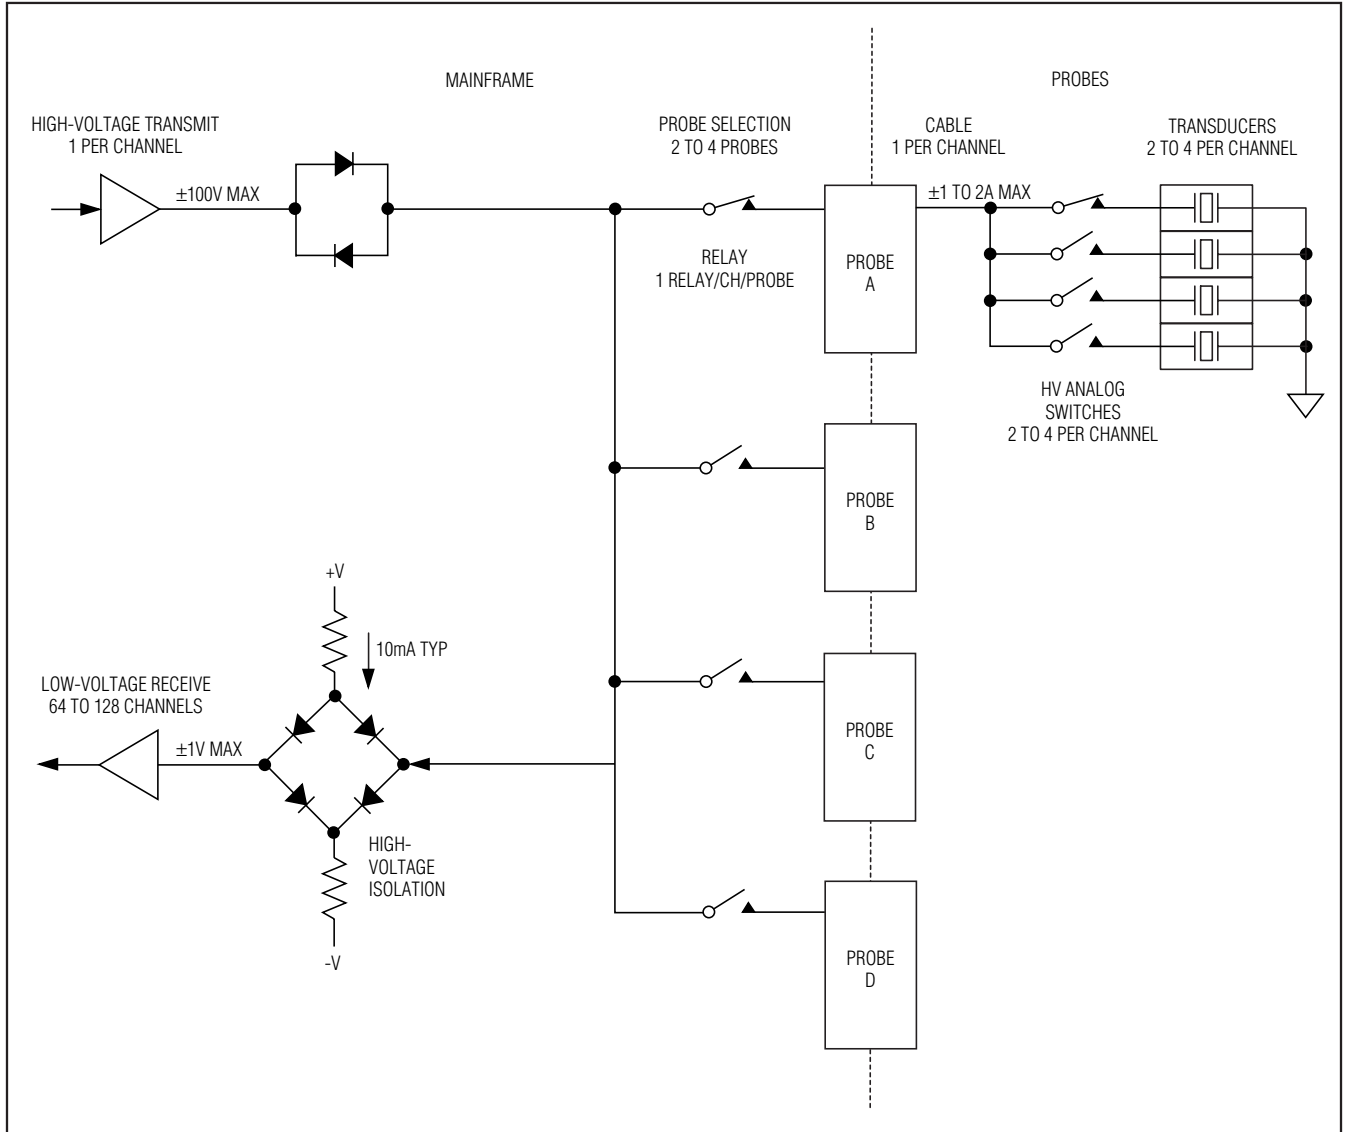 MAINFRAME
PROBES
HIGH-VOLTAGE TRANSMIT
1 PER CHANNEL
±100V MAX
PROBE SELECTION
2 TO 4 PROBES
RELAY
1 RELAY/CH/PROBE
CABLE
1 PER CHANNEL
±1 TO 2A MAX
TRANSDUCERS
2 TO 4 PER CHANNEL
PROBE
A
HV ANALOG
SWITCHES
2 TO 4 PER CHANNEL
PROBE
B
+V
10mA TYP
LOW-VOLTAGE RECEIVE
64 TO 128 CHANNELS
±1V MAX
HIGH-
VOLTAGE
ISOLATION
-V
PROBE
C
PROBE
D